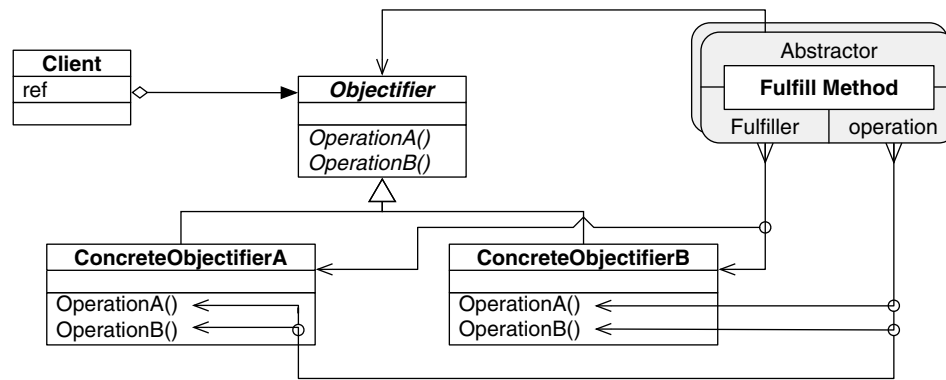 Client
ref
Objectifier
OperationA()
OperationB()
Abstractor
Fulfill Method
Fulfiller
operation
ConcreteObjectifierA
OperationA()
OperationB()
ConcreteObjectifierB
OperationA()
OperationB()